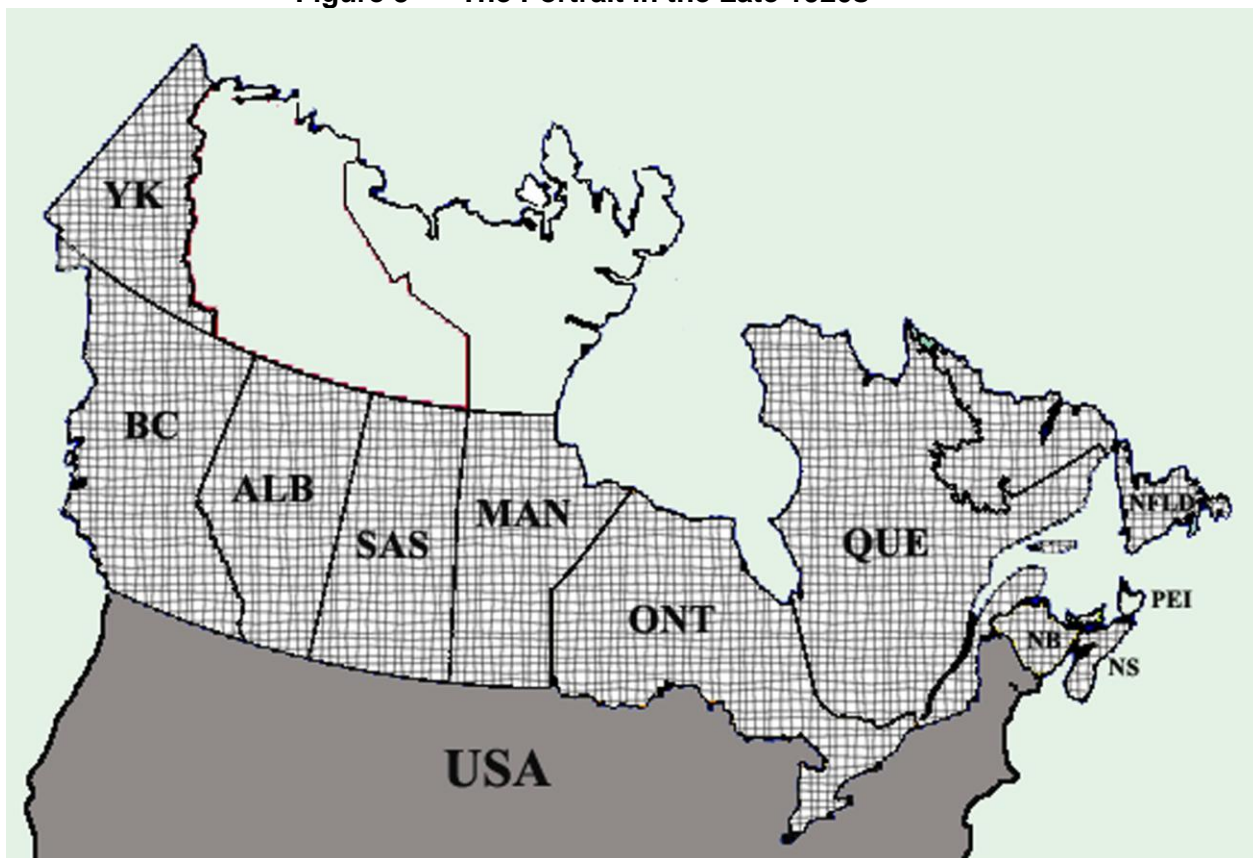 YK
BC
ALB
SAS
MAN
ONT
QUE
NFLD
PEI
NB
NS
USA